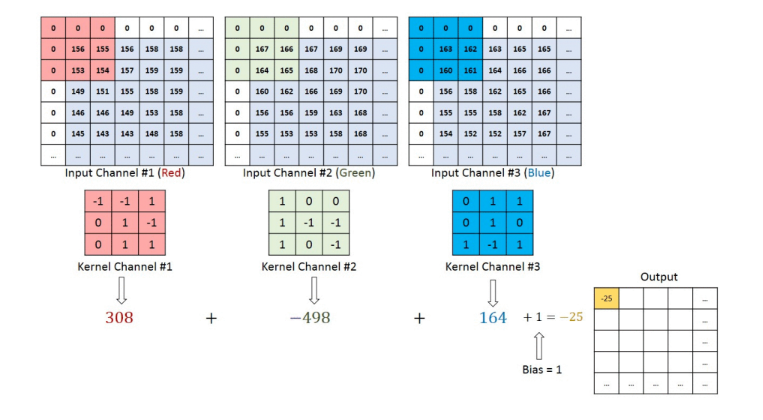 0 0 0 0 0 0 ... 0 0 0 0 0 0 ... 0 0 0 0 0 0 ...
0 156 155 156 158 158 ... 0 167 166 167 169 169 ... 0 163 162 163 165 165 ...
0 153 154 157 159 159 ... 0 164 165 168 170 170 ... 0 160 161 164 166 166 ...
0 149 151 155 158 159 ... 0 160 162 166 169 170 ... 0 156 158 162 165 166 ...
0 146 146 149 153 158 ... 0 156 156 159 163 168 ... 0 155 155 158 162 167 ...
0 145 143 143 148 158 ... 0 155 153 153 158 168 ... 0 154 152 152 157 167 ...
... ... ... ... ... ... ... ... ... ... ... ... ... ... ... ... ... ... ... ... ...
Input Channel #1 (Red) Input Channel #2 (Green) Input Channel #3 (Blue)
-1 -1 1 1 0 0 0 1 1
0 1 -1 1 -1 -1 0 1 0
0 1 1 1 0 -1 1 -1 1
Kernel Channel #1 Kernel Channel #2 Kernel Channel #3
308 + −498 + 164 + 1 = −25
Bias = 1
Output
-25 ...
...
...
...
... ... ... ... ...